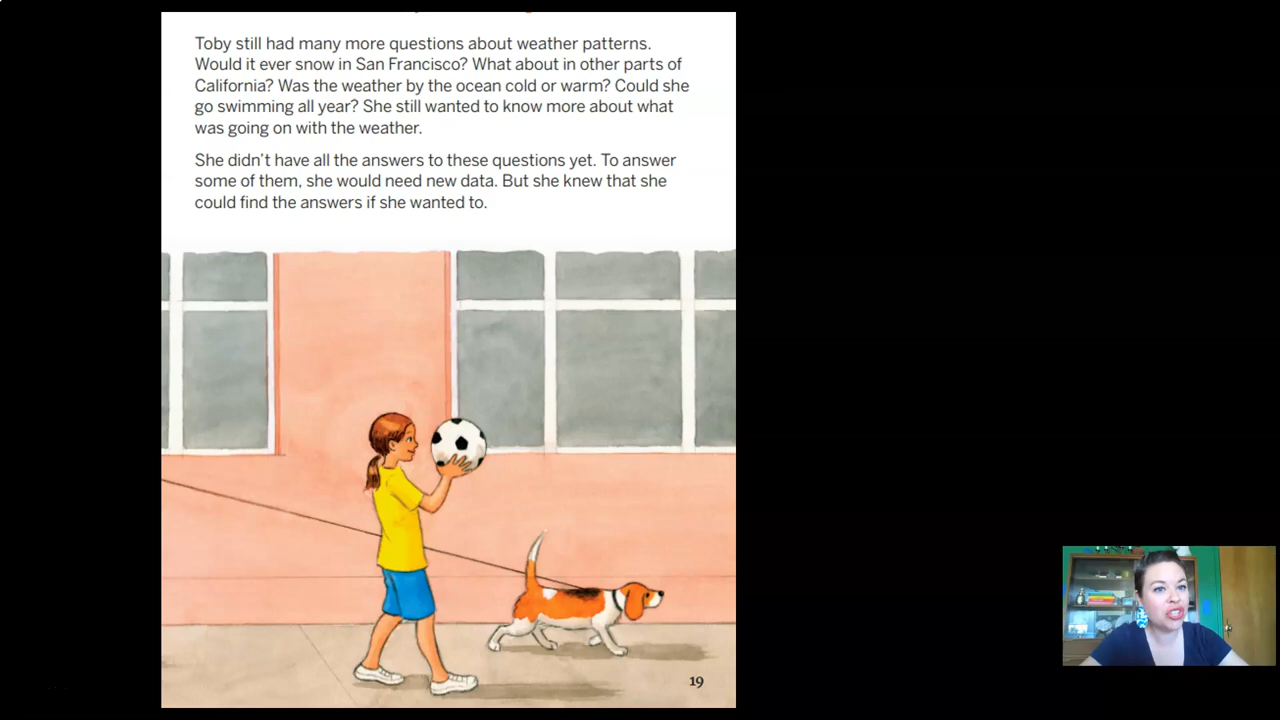 Toby still had many more questions about weather patterns.
Would it ever snow in San Francisco? What about in other parts of
California? Was the weather by the ocean cold or warm? Could she
go swimming all year? She still wanted to know more about what
was going on with the weather.
She didn’t have all the answers to these questions yet. To answer
some of them, she would need new data. But she knew that she
could find the answers if she wanted to.
19